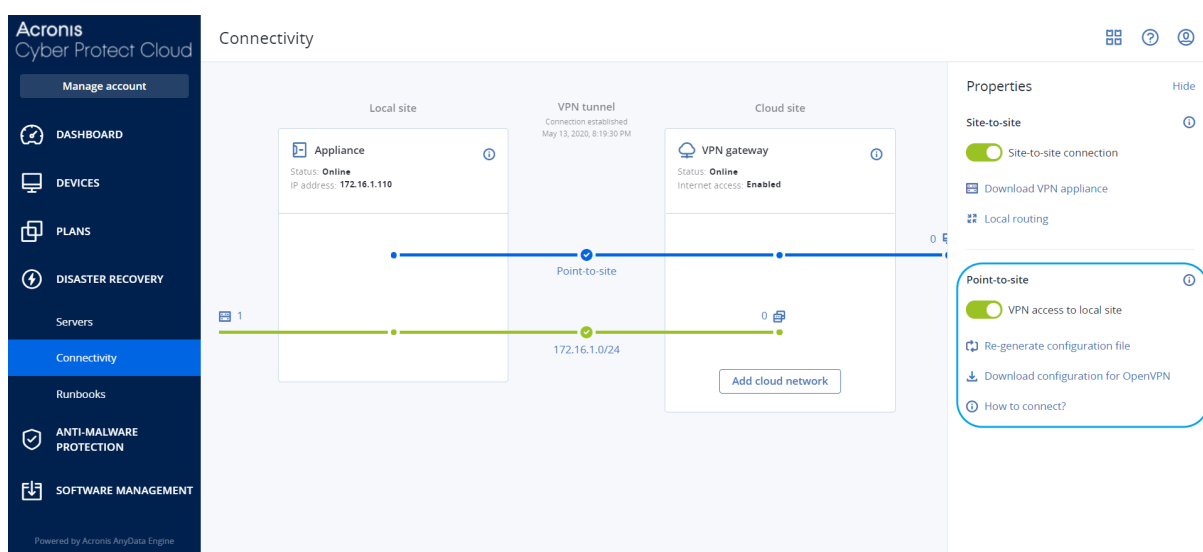 Acronis
Cyber Protect Cloud
Manage account
DASHBOARD
DEVICES
PLANS
DISASTER RECOVERY
Servers
Connectivity
Runbooks
ANTI-MALWARE
PROTECTION
SOFTWARE MANAGEMENT
Powered by Acronis AnyData Engine
Connectivity
Local site
VPN tunnel
Connection established
May 13, 2020, 8:19:30 PM
Cloud site
Appliance
Status: Online
IP address: 172.16.1.110
VPN gateway
Status: Online
Internet access: Enabled
0
Point-to-site
1
0
172.16.1.0/24
Add cloud network
Properties
Hide
Site-to-site
Site-to-site connection
Download VPN appliance
Local routing
Point-to-site
VPN access to local site
Re-generate configuration file
Download configuration for OpenVPN
How to connect?